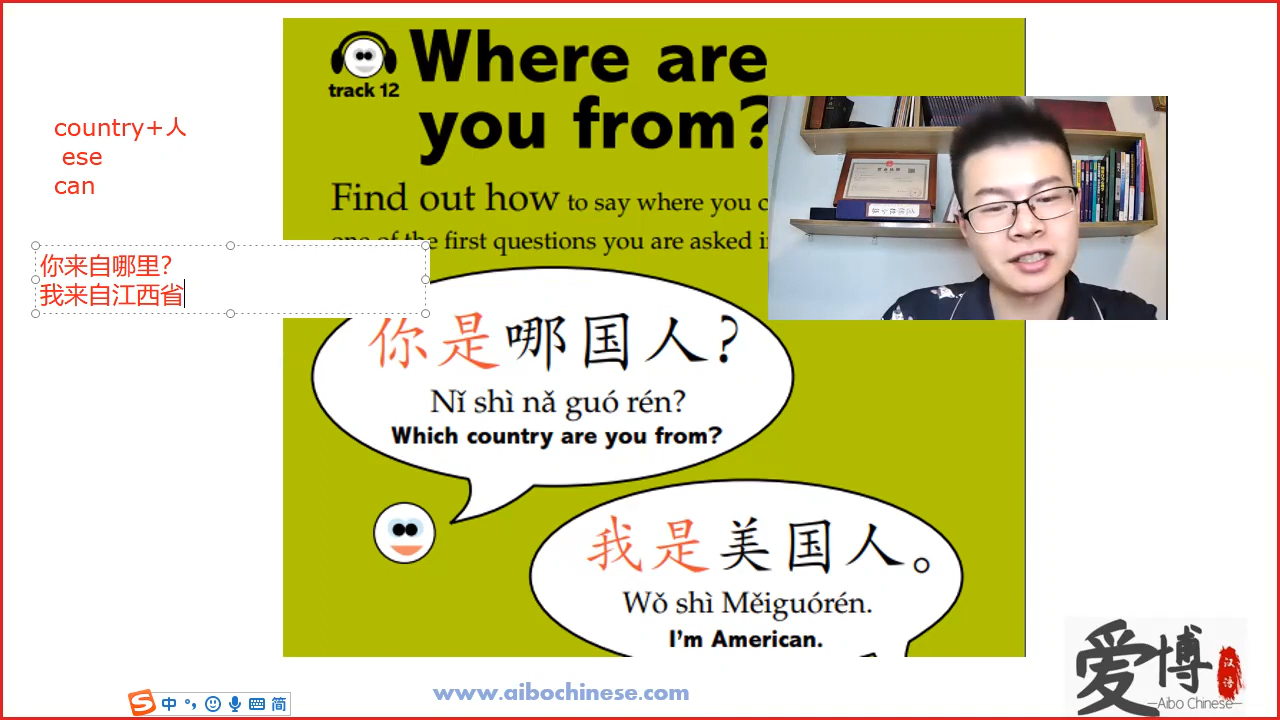 Where are
you from?
track 12
country+人
ese
can
Find out how to say where you c
one of the first questions you are asked i
你来自哪里?
我来自江西省
你是哪国人?
Nǐ shì nǎ guó rén?
Which country are you from?
我是美国人。
Wǒ shì Měiguórén.
I'm American.
爱博
汉语
—Aibo Chinese—
www.aibochinese.com
中 简